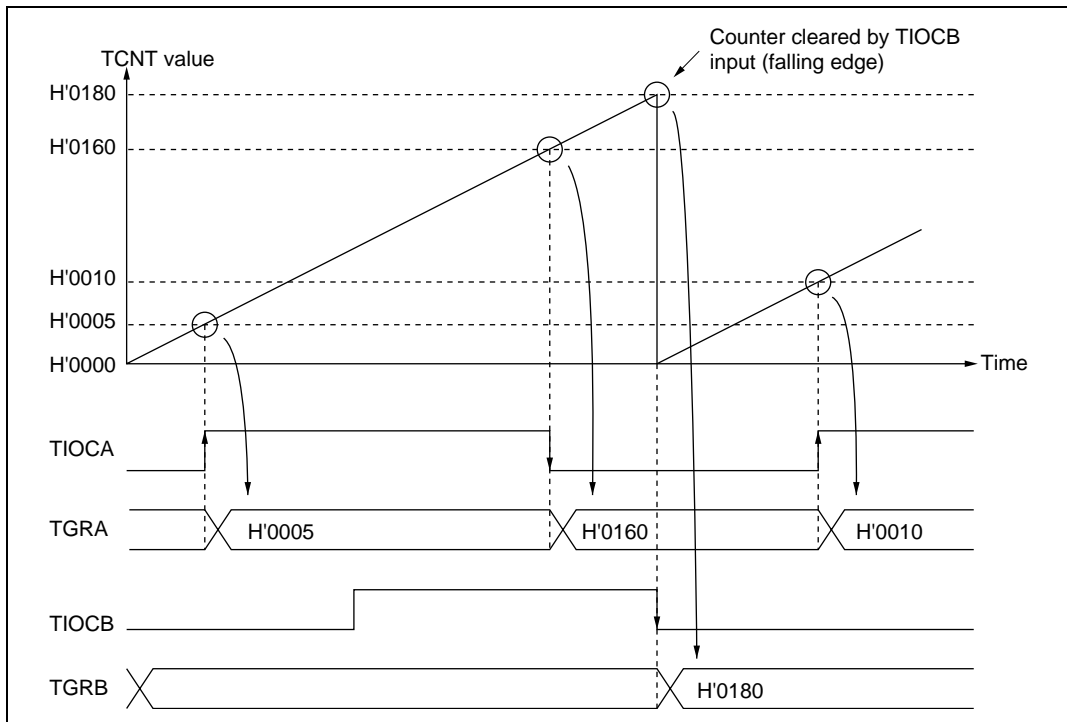 Counter cleared by TIOCB
input (falling edge)
TCNT value
H'0180
H'0160
H'0010
H'0005
H'0000
Time
TIOCA
TGRA
H'0005
H'0160
H'0010
TIOCB
TGRB
H'0180